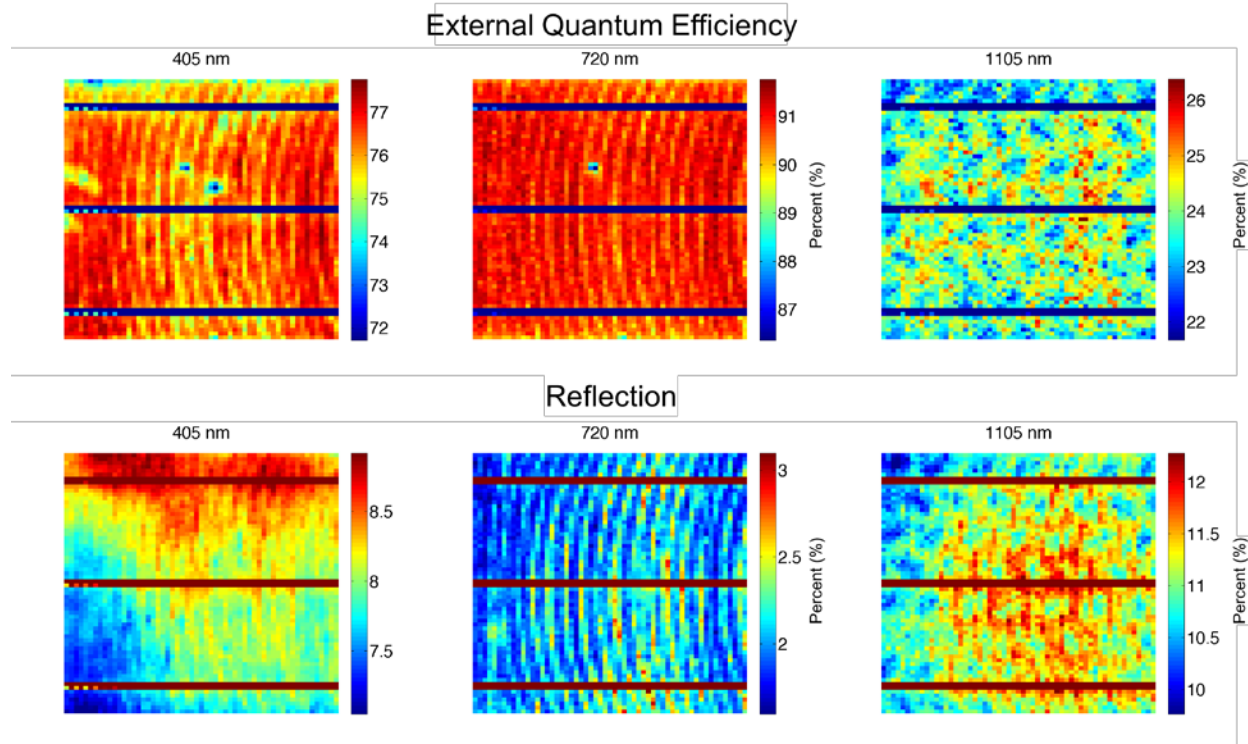 External Quantum Efficiency
405 nm
720 nm
1105 nm
77
76
75
74
73
72
91
90
89
88
87
Percent (%)
26
25
24
23
22
Percent (%)
Reflection
405 nm
720 nm
1105 nm
8.5
8
7.5
3
2.5
2
Percent (%)
12
11.5
11
10.5
10
Percent (%)